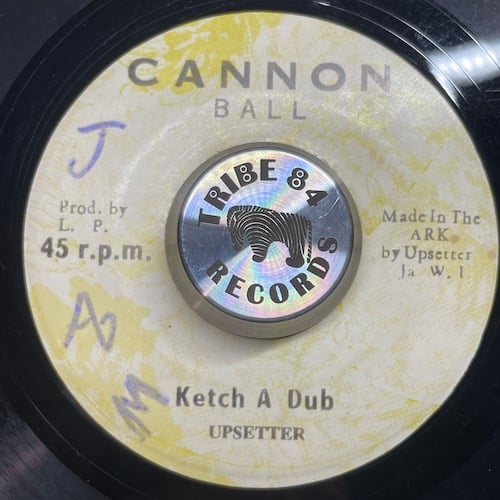 CANNON
BALL
J
Prod. by
L. P.
45 r.p.m.
TRIBE 84
RECORDS
Made In The
ARK
by Upsetter
Ja W. I.
A
M
Ketch A Dub
UPSETTER